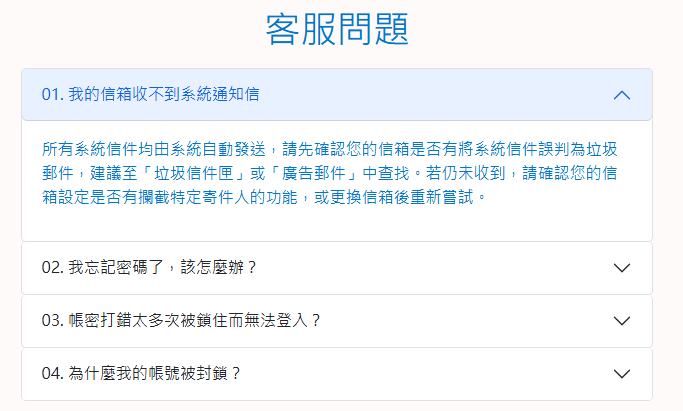 客服問題
01. 我的信箱收不到系統通知信
所有系統信件均由系統自動發送，請先確認您的信箱是否有將系統信件誤判為垃圾
郵件，建議至「垃圾信件匣」或「廣告郵件」中查找。若仍未收到，請確認您的信
箱設定是否有攔截特定寄件人的功能，或更換信箱後重新嘗試。
02. 我忘記密碼了，該怎麼辦？
03. 帳密打錯太多次被鎖住而無法登入？
04. 為什麼我的帳號被封鎖？